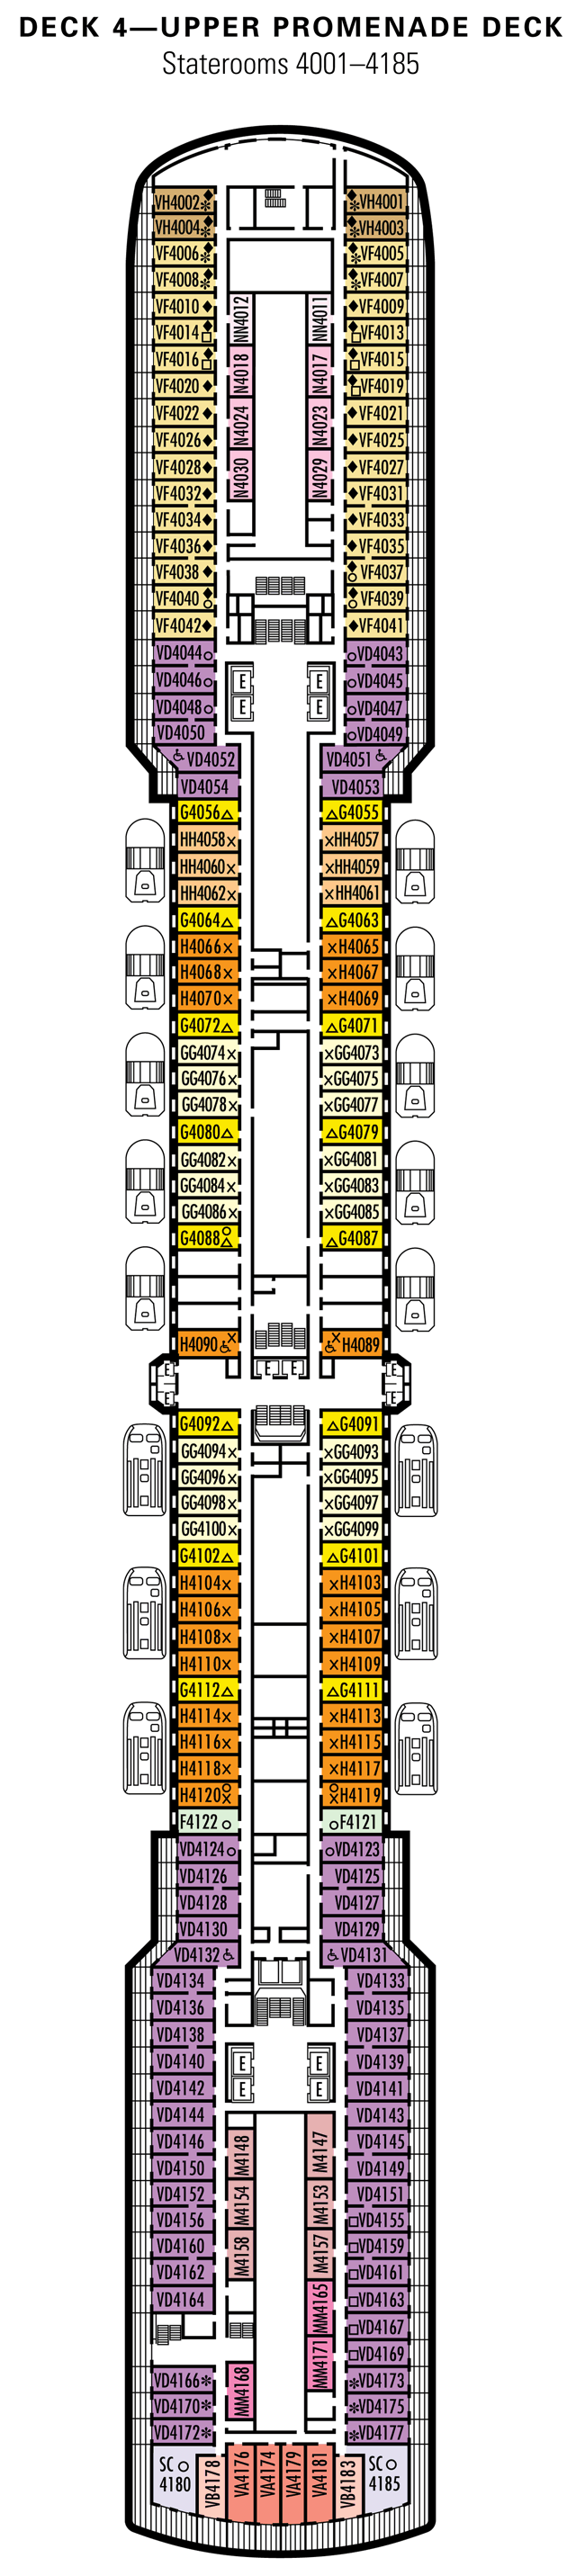 DECK 4—UPPER PROMENADE DECK
Staterooms 4001–4185
VH4002 VH4001
VH4004 VH4003
VF4006 VF4005
VF4008 VF4007
VF4010 NN4012 NN4011 VF4009
VF4014 VF4013
VF4016 N4018 N4017 VF4015
VF4020 VF4019
VF4022 N4024 N4023 VF4021
VF4026 VF4025
VF4028 N4030 N4029 VF4027
VF4032 VF4031
VF4034 VF4033
VF4036 VF4035
VF4038 VF4037
VF4040 VF4039
VF4042 VF4041
VD4044 VD4043
VD4046 E E VD4045
VD4048 E E VD4047
VD4050 VD4049
VD4052 VD4051
VD4054 VD4053
G4056 G4055
HH4058 HH4057
HH4060 HH4059
HH4062 HH4061
G4064 G4063
H4066 H4065
H4068 H4067
H4070 H4069
G4072 G4071
GG4074 GG4073
GG4076 GG4075
GG4078 GG4077
G4080 G4079
GG4082 GG4081
GG4084 GG4083
GG4086 GG4085
G4088 G4087
H4090 H4089
E E E E
E E
G4092 G4091
GG4094 GG4093
GG4096 GG4095
GG4098 GG4097
GG4100 GG4099
G4102 G4101
H4104 H4103
H4106 H4105
H4108 H4107
H4110 H4109
G4112 G4111
H4114 H4113
H4116 H4115
H4118 H4117
H4120 H4119
F4122 F4121
VD4124 VD4123
VD4126 VD4125
VD4128 VD4127
VD4130 VD4129
VD4132 VD4131
VD4134 VD4133
VD4136 VD4135
VD4138 VD4137
VD4140 E E VD4139
VD4142 E E VD4141
VD4144 VD4143
VD4146 M4148 M4147 VD4145
VD4150 VD4149
VD4152 M4154 M4153 VD4151
VD4156 VD4155
VD4160 M4158 M4157 VD4159
VD4162 VD4161
VD4164 MM4165 VD4163
VD4167
MM4171 VD4169
VD4166 MM4168 VD4173
VD4170 VD4175
VD4172 VD4177
SC 4180 VB4178 VA4176 VA4174 VA4179 VA4181 VB4183 SC 4185